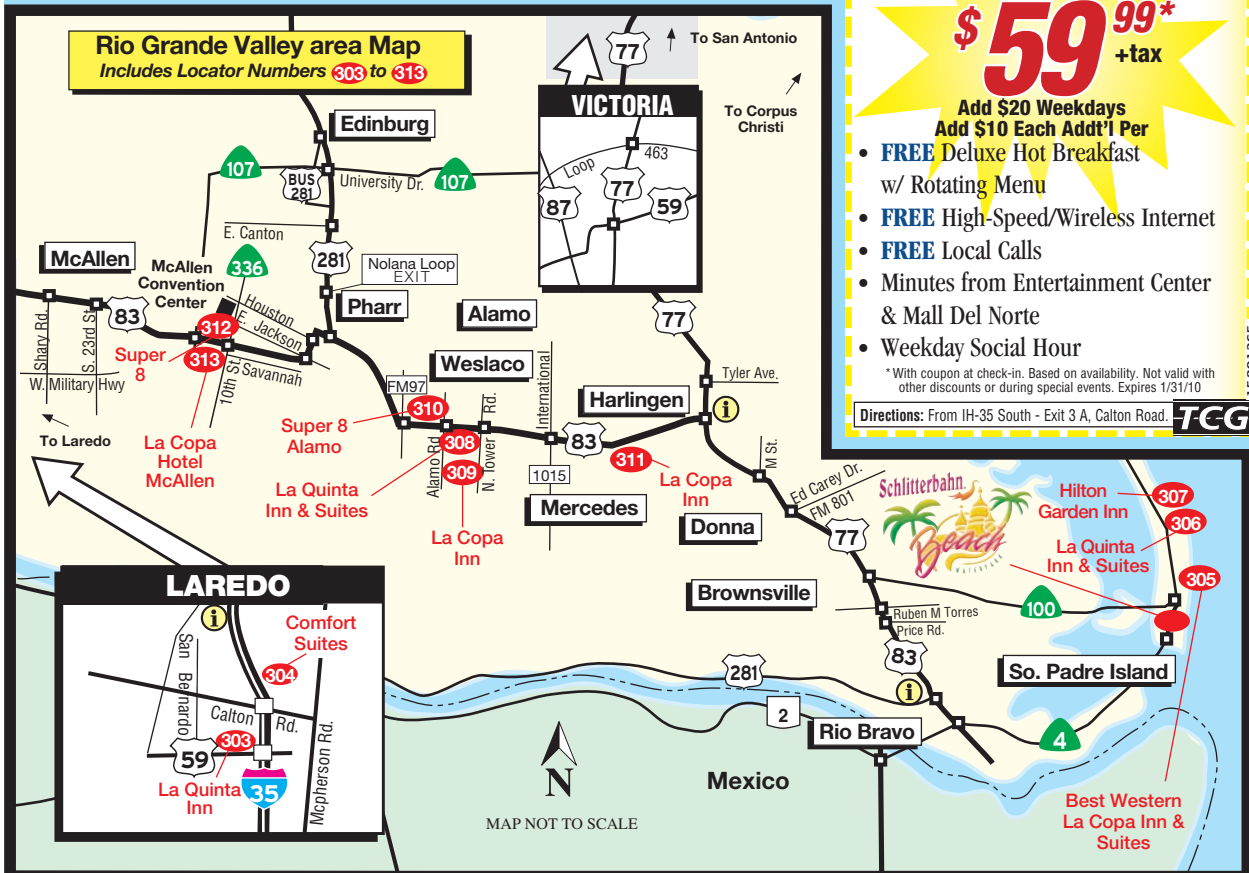 Rio Grande Valley area Map
Includes Locator Numbers 303 to 313
77
To San Antonio
To Corpus
Christi
VICTORIA
Loop
463
77
87
59
Edinburg
107
BUS
281
University Dr.
107
E. Canton
281
336
McAllen
McAllen
Convention
Center
Nolana Loop
EXIT
Pharr
Alamo
Weslaco
Houston
E. Jackson
83
312
Super
8
313
Shary Rd.
S. 23rd St.
10th St.
Savannah
W. Military Hwy
To Laredo
La Copa
Hotel
McAllen
FM97
310
Super 8
Alamo
308
309
Alamo Rd.
N. Tower Rd.
La Quinta
Inn & Suites
La Copa
Inn
International
1015
83
Mercedes
Harlingen
77
Tyler Ave.
i
311
La Copa
Inn
Donna
M St.
Ed Carey Dr.
FM 801
77
Schlitterbahn
Beach
WATERPARK
Hilton
Garden Inn
307
306
La Quinta
Inn & Suites
305
100
Brownsville
Ruben M Torres
Price Rd.
83
i
So. Padre Island
4
281
2
Rio Bravo
Mexico
N
MAP NOT TO SCALE
Best Western
La Copa Inn &
Suites
LAREDO
i
San Bernardo
Comfort
Suites
304
Calton Rd.
303
59
La Quinta
Inn
35
Mcpherson Rd.
$5999*
+tax
Add $20 Weekdays
Add $10 Each Addt'l Per
• FREE Deluxe Hot Breakfast
w/ Rotating Menu
• FREE High-Speed/Wireless Internet
• FREE Local Calls
• Minutes from Entertainment Center
& Mall Del Norte
• Weekday Social Hour
*With coupon at check-in. Based on availability. Not valid with
other discounts or during special events. Expires 1/31/10
Directions: From IH-35 South - Exit 3 A, Calton Road.
TCG